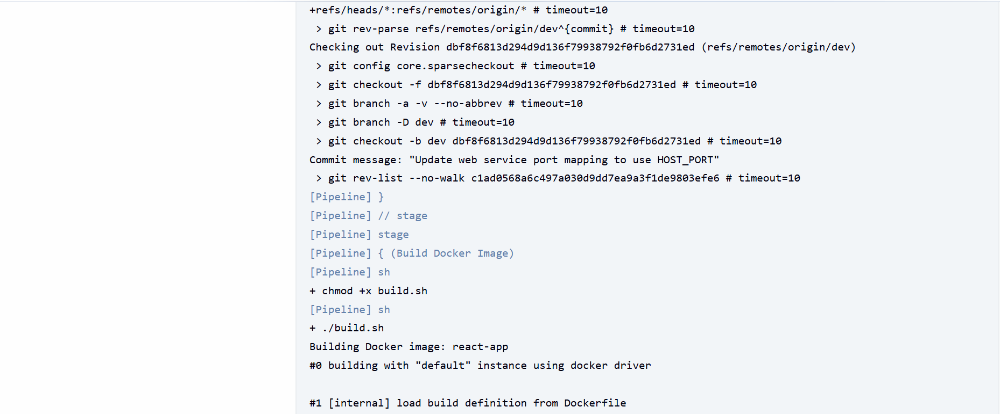 +refs/heads/*:refs/remotes/origin/* # timeout=10
 > git rev-parse refs/remotes/origin/dev^{commit} # timeout=10
Checking out Revision dbf8f6813d294d9d136f79938792f0fb6d2731ed (refs/remotes/origin/dev)
 > git config core.sparsecheckout # timeout=10
 > git checkout -f dbf8f6813d294d9d136f79938792f0fb6d2731ed # timeout=10
 > git branch -a -v --no-abbrev # timeout=10
 > git branch -D dev # timeout=10
 > git checkout -b dev dbf8f6813d294d9d136f79938792f0fb6d2731ed # timeout=10
Commit message: "Update web service port mapping to use HOST_PORT"
 > git rev-list --no-walk c1ad0568a6c497a030d9dd7ea9a3f1de9803efe6 # timeout=10
[Pipeline] }
[Pipeline] // stage
[Pipeline] stage
[Pipeline] { (Build Docker Image)
[Pipeline] sh
+ chmod +x build.sh
[Pipeline] sh
+ ./build.sh
Building Docker image: react-app
#0 building with "default" instance using docker driver

#1 [internal] load build definition from Dockerfile